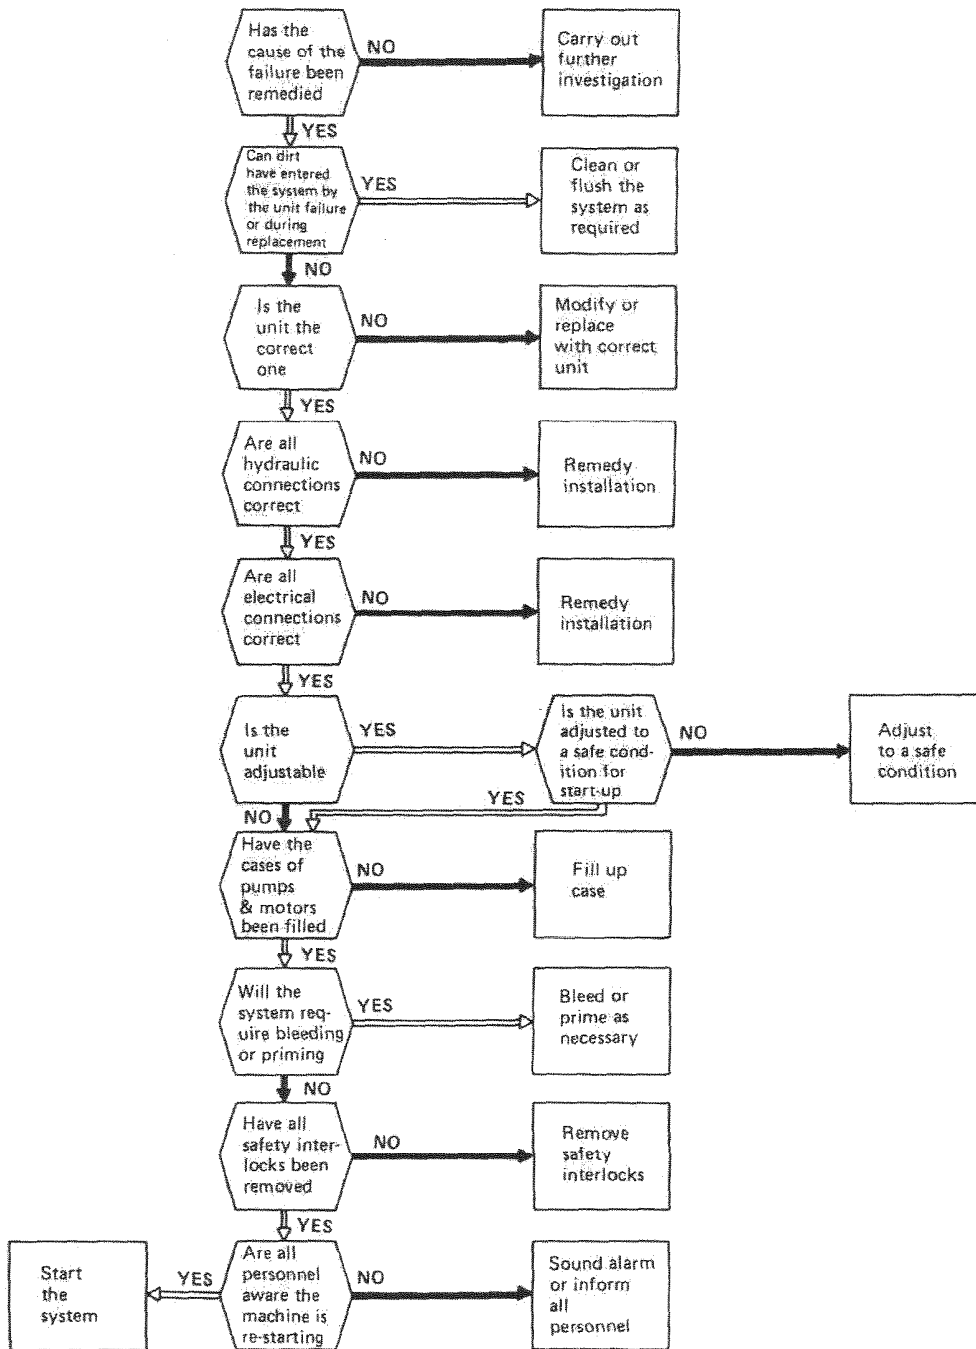 Has the
cause of the
failure been
remedied
NO
Carry out
further
investigation
YES
Can dirt
have entered
the system by
the unit failure
or during
replacement
YES
Clean or
flush the
system as
required
NO
Is the
unit the
correct
one
NO
Modify or
replace
with correct
unit
YES
Are all
hydraulic
connections
correct
NO
Remedy
installation
YES
Are all
electrical
connections
correct
NO
Remedy
installation
YES
Is the
unit
adjustable
YES
Is the unit
adjusted to
a safe cond-
ition for
start-up
NO
Adjust
to a safe
condition
YES
NO
Have the
cases of
pumps
& motors
been filled
NO
Fill up
case
YES
Will the
system req-
uire bleeding
or priming
YES
Bleed or
prime as
necessary
NO
Have all
safety inter-
locks been
removed
NO
Remove
safety
interlocks
YES
Are all
personnel
aware the
machine is
re-starting
YES
Start
the
system
NO
Sound alarm
or inform
all
personnel